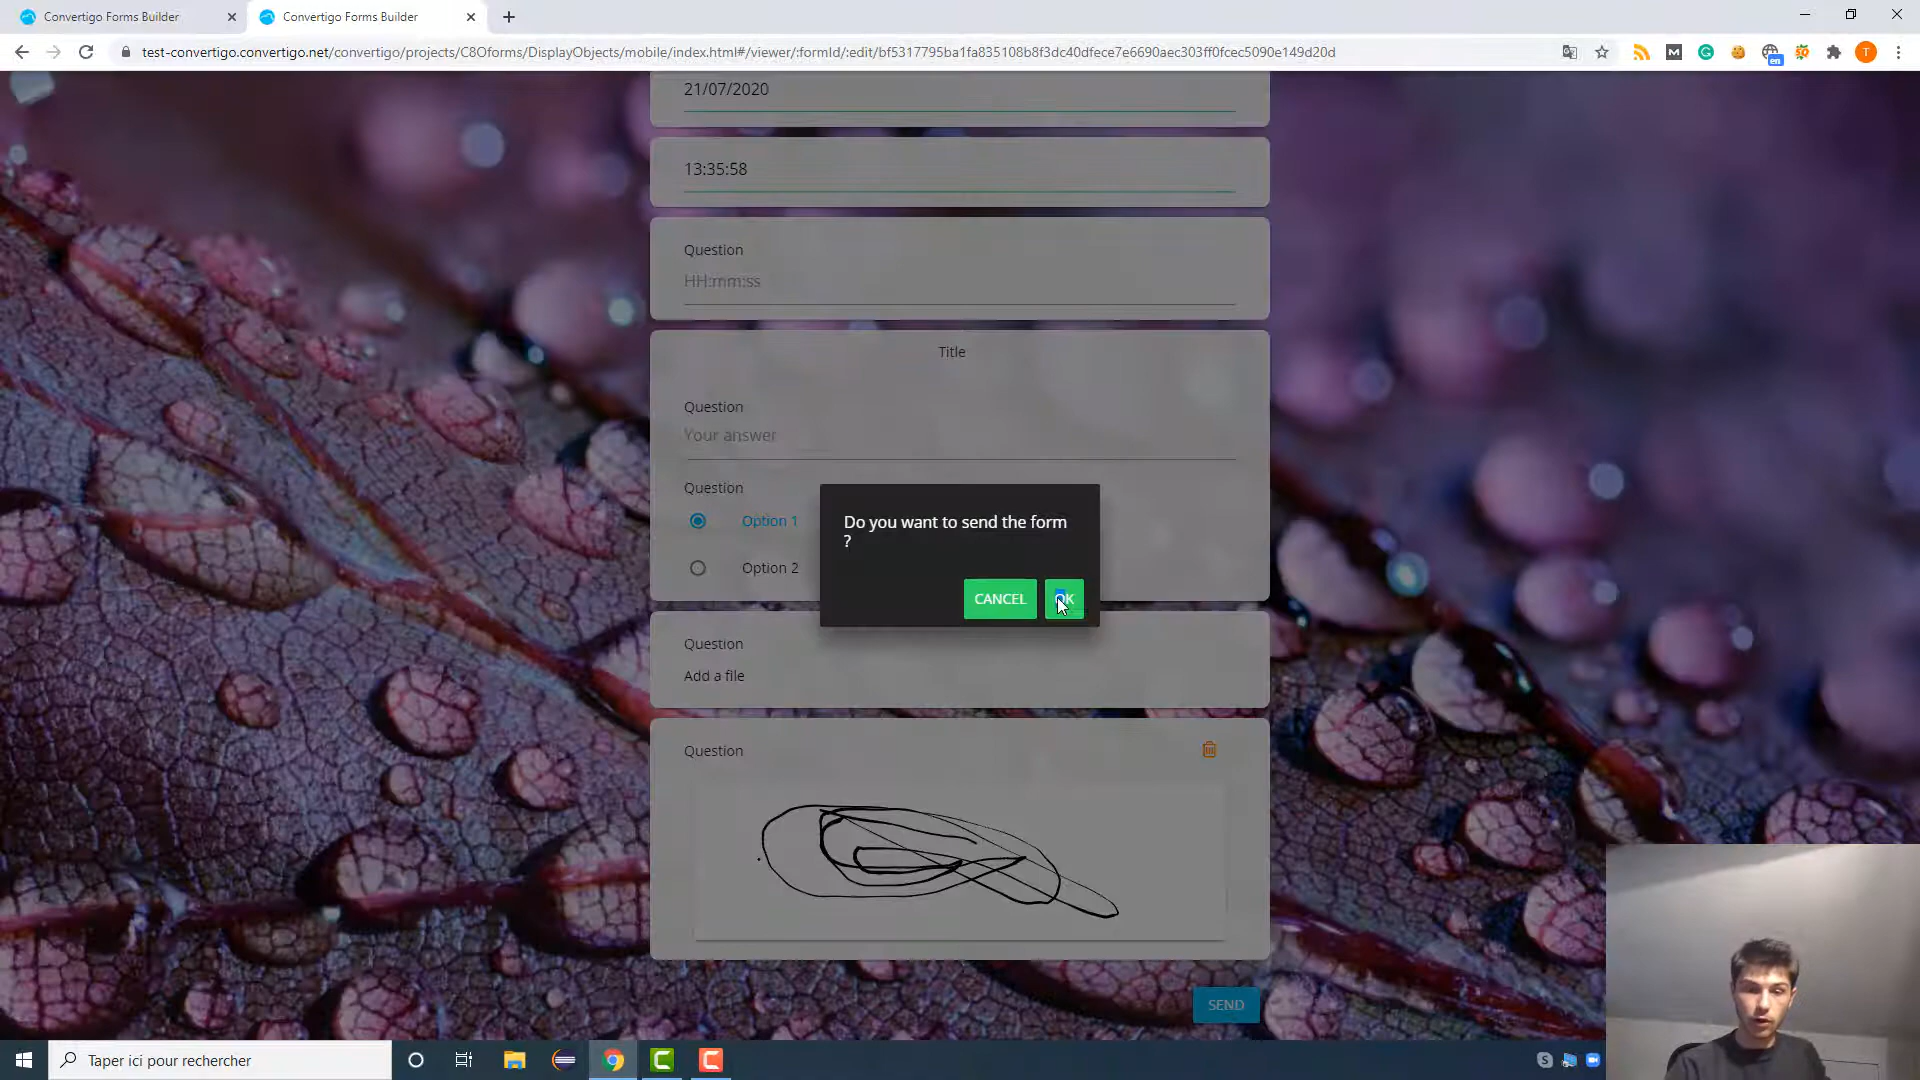 Convertigo Forms Builder
Convertigo Forms Builder
test-convertigo.convertigo.net/convertigo/projects/C8Oforms/DisplayObjects/mobile/index.html#/viewer/:formId/:edit/bf5317795ba1fa835108b8f3dc40dfece7e6690aec303ff0fcec5090e149d20d
en
T
21/07/2020
13:35:58
Question
HH:mm:ss
Title
Question
Your answer
Question
Option 1
Option 2
Do you want to send the form
?
CANCEL
OK
Question
Add a file
Question
SEND
Taper ici pour rechercher